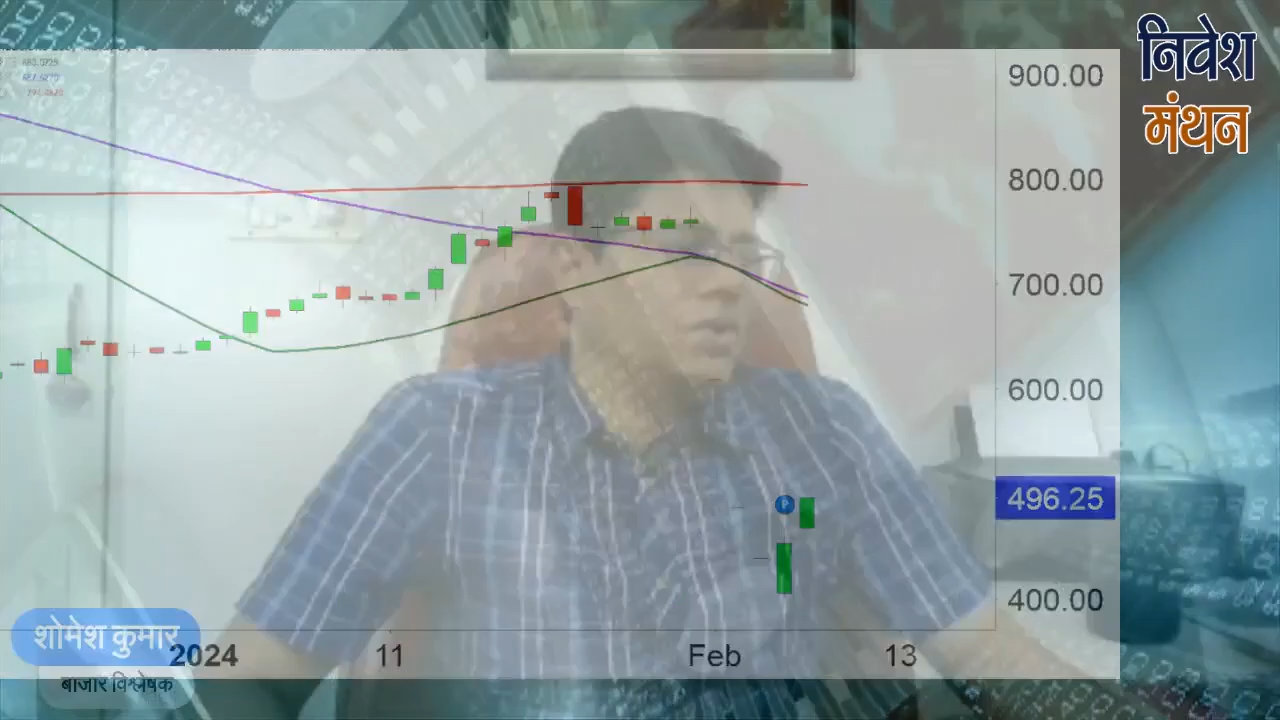 निवेश
मंथन
900.00
800.00
700.00
600.00
496.25
400.00
शोमेश कुमार
बाजार विश्लेषक
2024
11
Feb
13